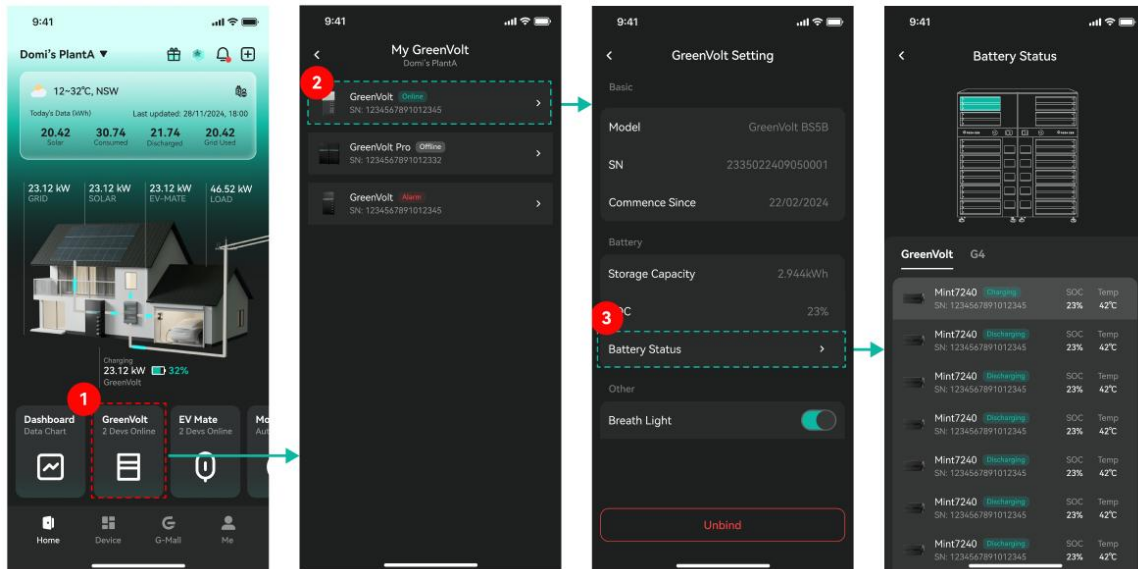 9:41
Domi's PlantA ▼
12~32℃, NSW
Today's Data (kWh) Last updated: 28/11/2024, 18:00
20.42 30.74 21.74 20.42
Solar Consumed Discharged Grid Used
23.12 kW 23.12 kW 23.12 kW 46.52 kW
GRID SOLAR EV-MATE LOAD
Charging
23.12 kW 32%
GreenVolt
1
Dashboard GreenVolt EV Mate Mo
Data Chart 2 Devs Online 2 Devs Online Aut
Home Device G-Mall Me
9:41
My GreenVolt
Domi's PlantA
2
GreenVolt Online
SN: 1234567891012345
GreenVolt Pro Offline
SN: 1234567891012332
GreenVolt Alarm
SN: 1234567891012345
9:41
GreenVolt Setting
Basic
Model GreenVolt BS5B
SN 2335022409050001
Commence Since 22/02/2024
Battery
Storage Capacity 2.944kWh
3
OC 23%
Battery Status
Other
Breath Light
Unbind
9:41
Battery Status
GreenVolt G4
Mint7240 Charging SOC Temp
SN: 1234567891012345 23% 42℃
Mint7240 Discharging SOC Temp
SN: 1234567891012345 23% 42℃
Mint7240 Discharging SOC Temp
SN: 1234567891012345 23% 42℃
Mint7240 Discharging SOC Temp
SN: 1234567891012345 23% 42℃
Mint7240 Discharging SOC Temp
SN: 1234567891012345 23% 42℃
Mint7240 Discharging SOC Temp
SN: 1234567891012345 23% 42℃
Mint7240 Discharging SOC Temp
SN: 1234567891012345 23% 42℃